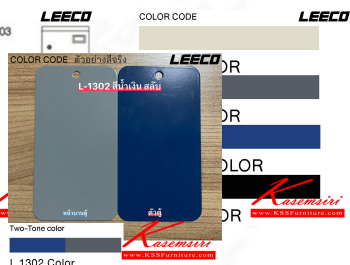 COLOR CODE LEECO
03
COLOR CODE ตัวอย่างสีจริง LEECO
L-1302 สีน้ำเงิน สลับ
OR
OR
OLOR
OR
หน้าบานตู้ ตัวตู้
Kasemsiri
www.KSSFurniture.com
Two-Tone color
Kasemsiri
www.KSSFurniture.com
L 1302 Color